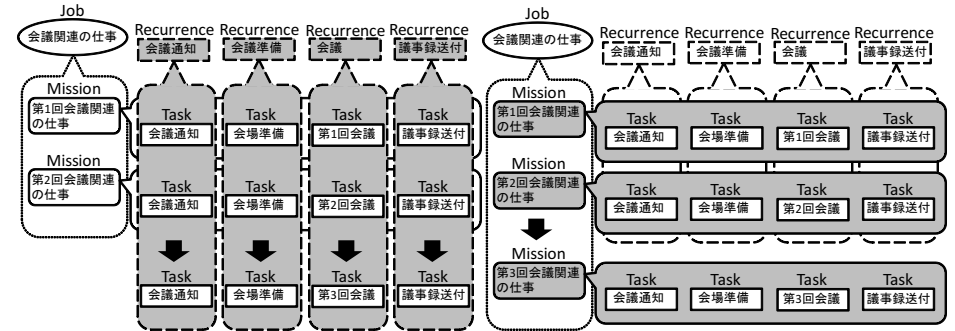 Job
会議関連の仕事
Recurrence
会議通知
Recurrence
会議準備
Recurrence
会議
Recurrence
議事録送付
Mission
第1回会議関連
の仕事
Task
会議通知
Task
会場準備
Task
第1回会議
Task
議事録送付
Mission
第2回会議関連
の仕事
Task
会議通知
Task
会場準備
Task
第2回会議
Task
議事録送付
Task
会議通知
Task
会場準備
Task
第3回会議
Task
議事録送付
Job
会議関連の仕事
Recurrence
会議通知
Recurrence
会議準備
Recurrence
会議
Recurrence
議事録送付
Mission
第1回会議関連
の仕事
Task
会議通知
Task
会場準備
Task
第1回会議
Task
議事録送付
Mission
第2回会議関連
の仕事
Task
会議通知
Task
会場準備
Task
第2回会議
Task
議事録送付
Mission
第3回会議関連
の仕事
Task
会議通知
Task
会場準備
Task
第3回会議
Task
議事録送付